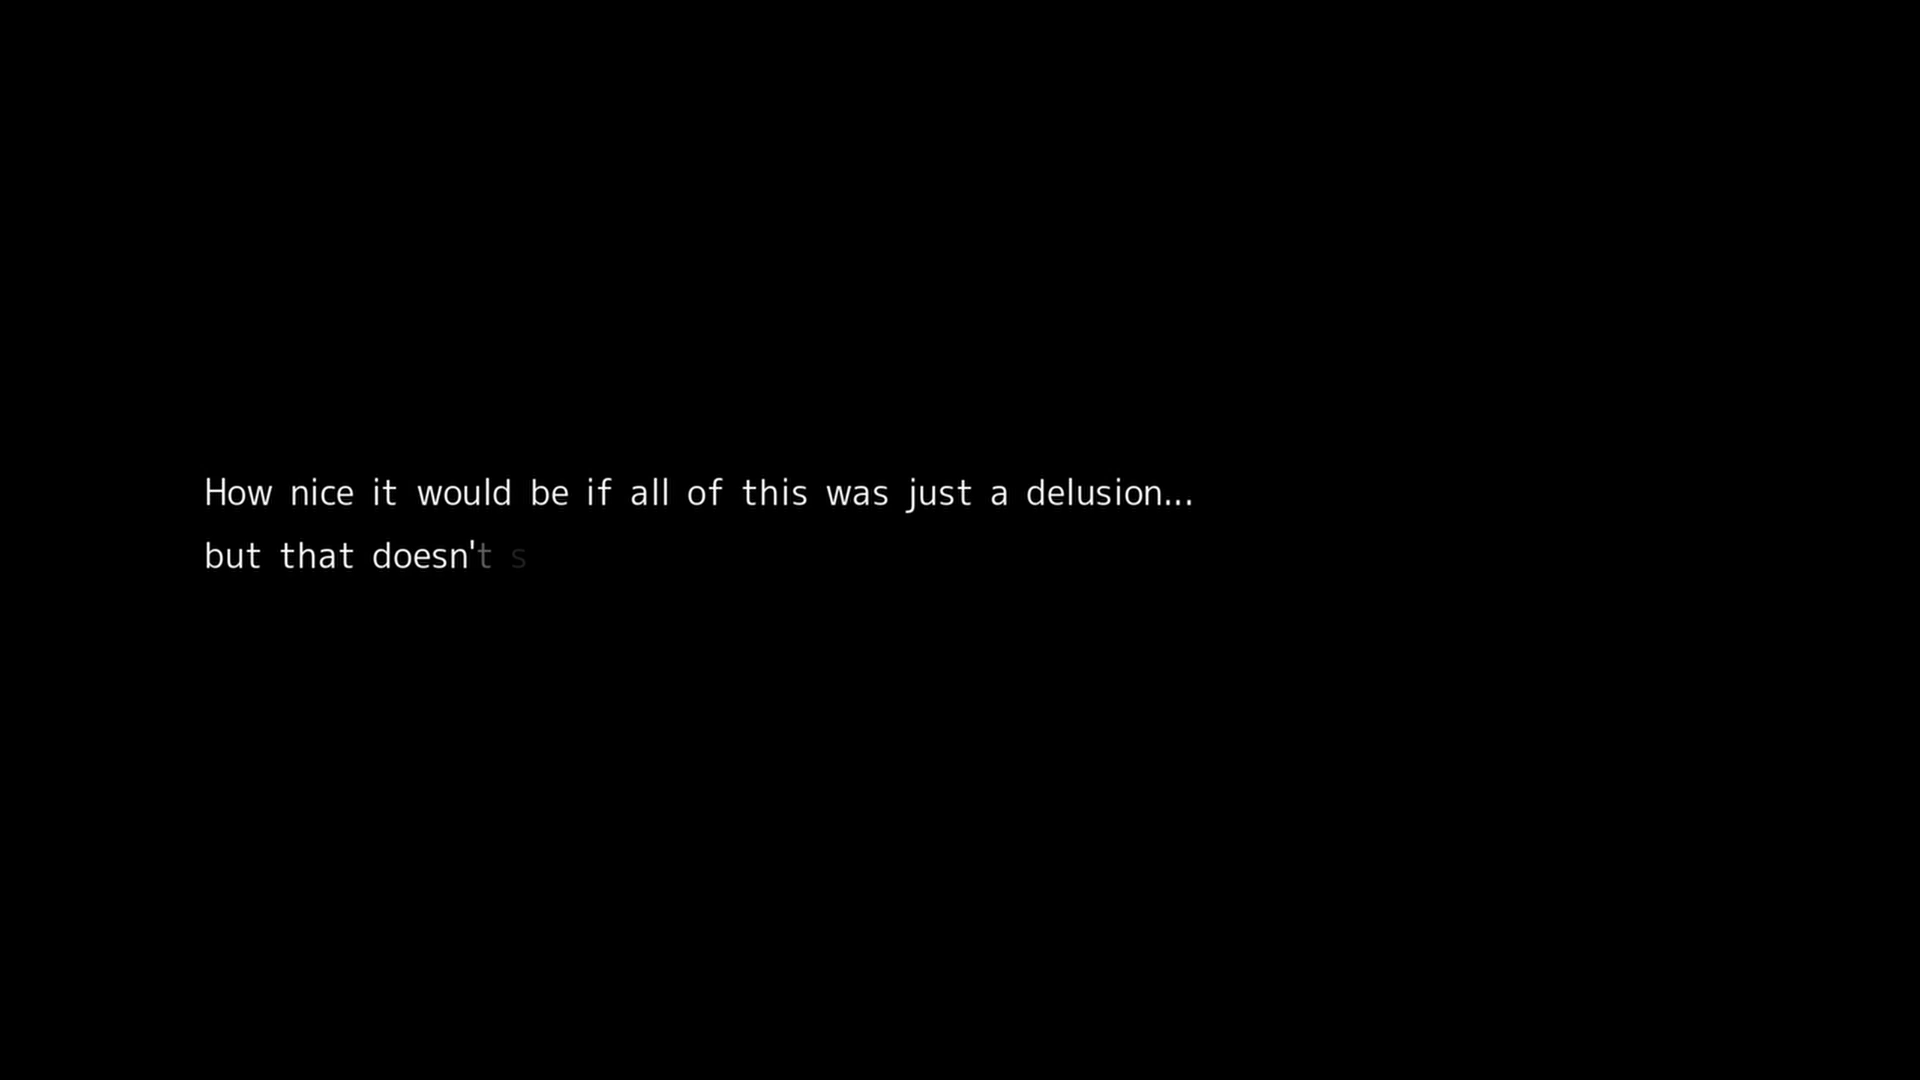 How nice it would be if all of this was just a delusion...
but that doesn't s